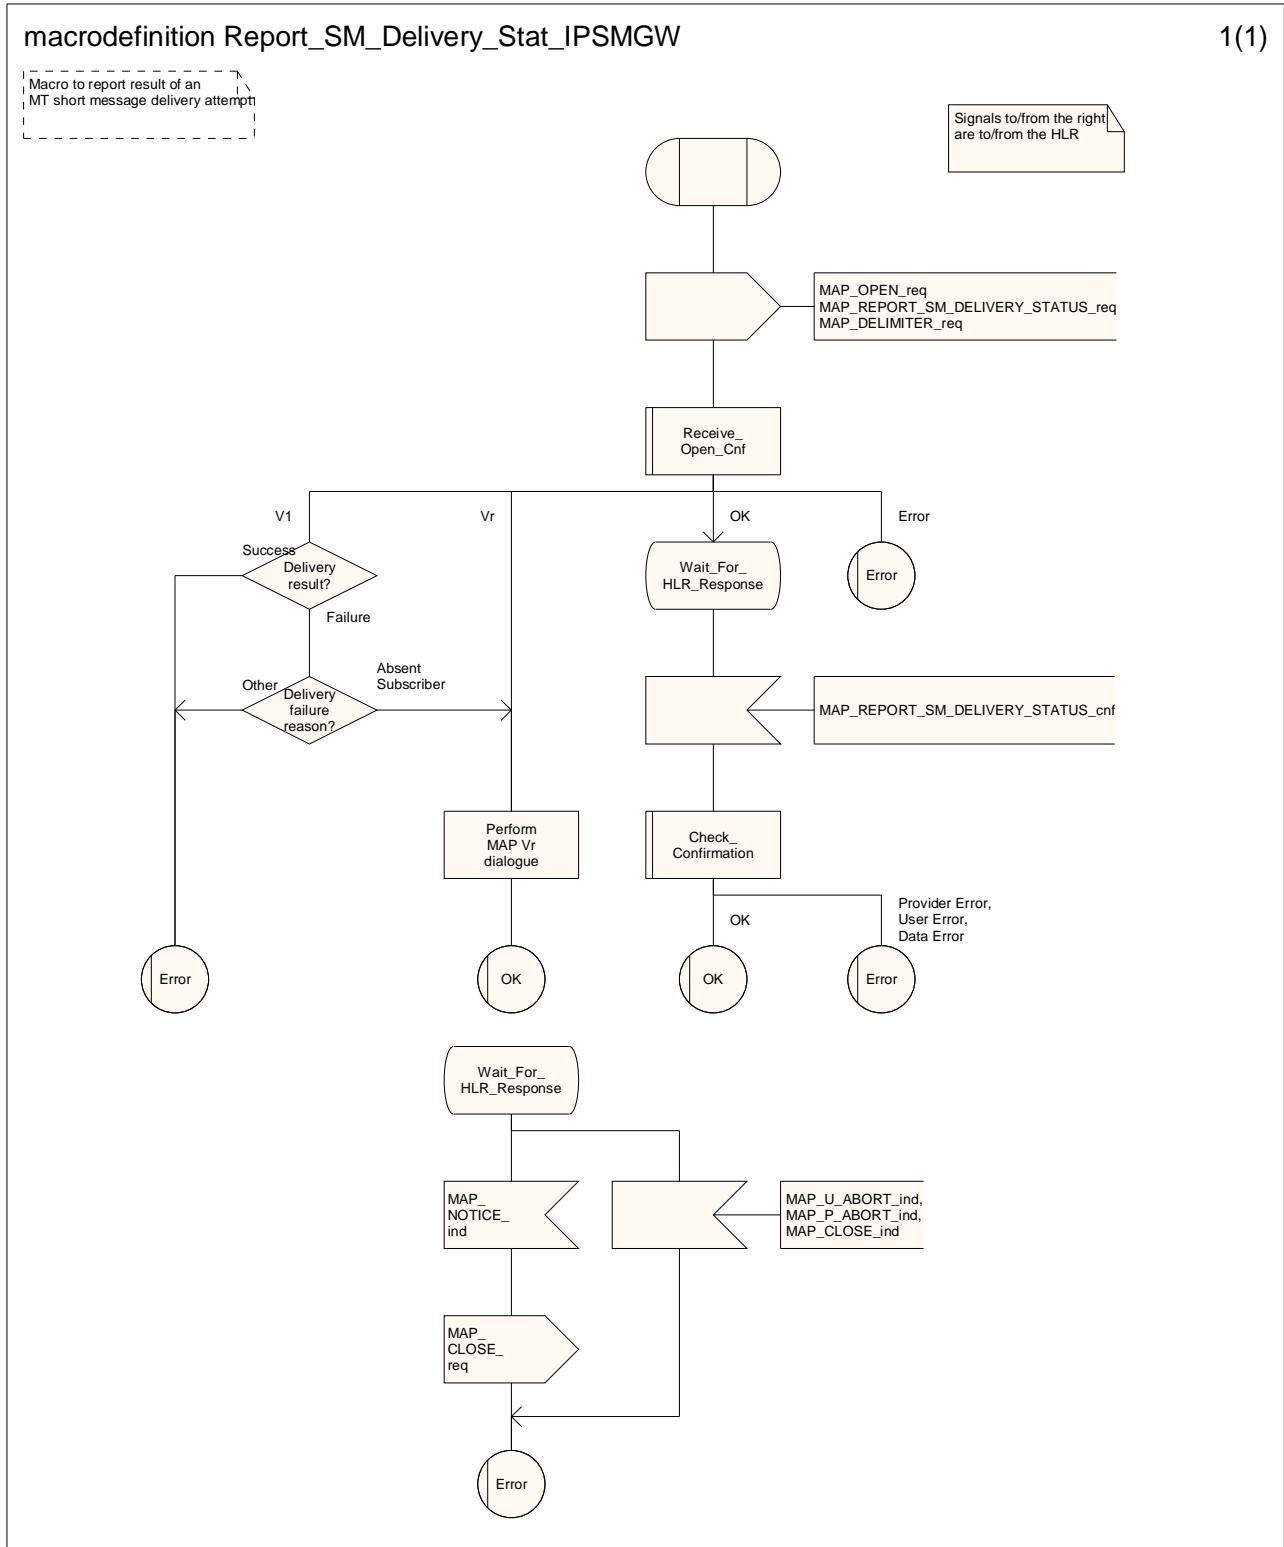 macrodefinition Report_SM_Delivery_Stat_IPSMGW
1(1)
Macro to report result of an
MT short message delivery attempt
Signals to/from the right
are to/from the HLR
MAP_OPEN_req
MAP_REPORT_SM_DELIVERY_STATUS_req
MAP_DELIMITER_req
Receive_
Open_Cnf
V1
Vr
OK
Error
Success
Delivery
result?
Wait_For_
HLR_Response
Error
Failure
Absent
Subscriber
Other
Delivery
failure
reason?
MAP_REPORT_SM_DELIVERY_STATUS_cnf
Perform
MAP Vr
dialogue
Check_
Confirmation
OK
Provider Error,
User Error,
Data Error
Error
OK
OK
Error
Wait_For_
HLR_Response
MAP_
NOTICE_
ind
MAP_U_ABORT_ind,
MAP_P_ABORT_ind,
MAP_CLOSE_ind
MAP_
CLOSE_
req
Error